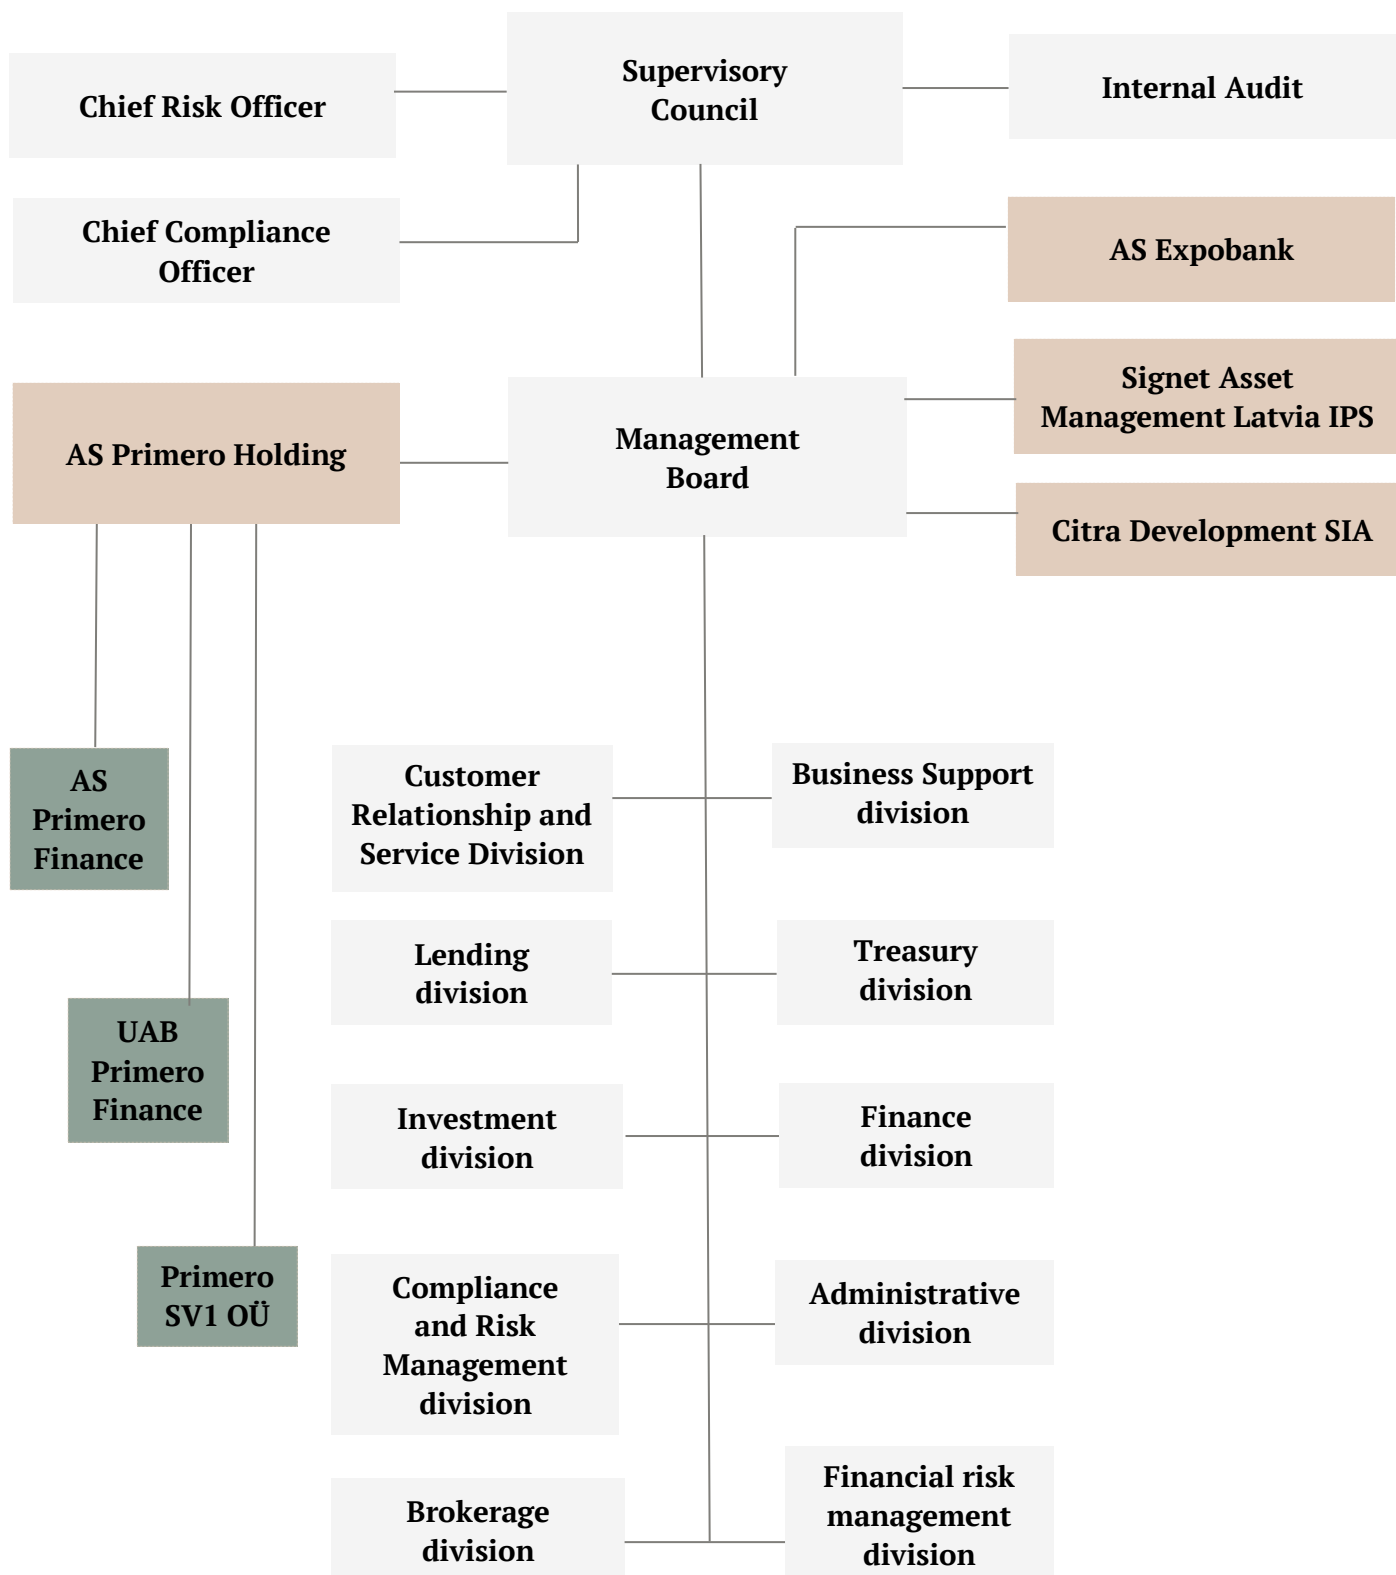 Supervisory
Council
Chief Risk Officer
Internal Audit
Chief Compliance
Officer
AS Expobank
Signet Asset
Management Latvia IPS
AS Primero Holding
Management
Board
Citra Development SIA
AS
Primero
Finance
Customer
Relationship and
Service Division
Business Support
division
Lending
division
Treasury
division
UAB
Primero
Finance
Investment
division
Finance
division
Primero
SV1 OÜ
Compliance
and Risk
Management
division
Administrative
division
Brokerage
division
Financial risk
management
division